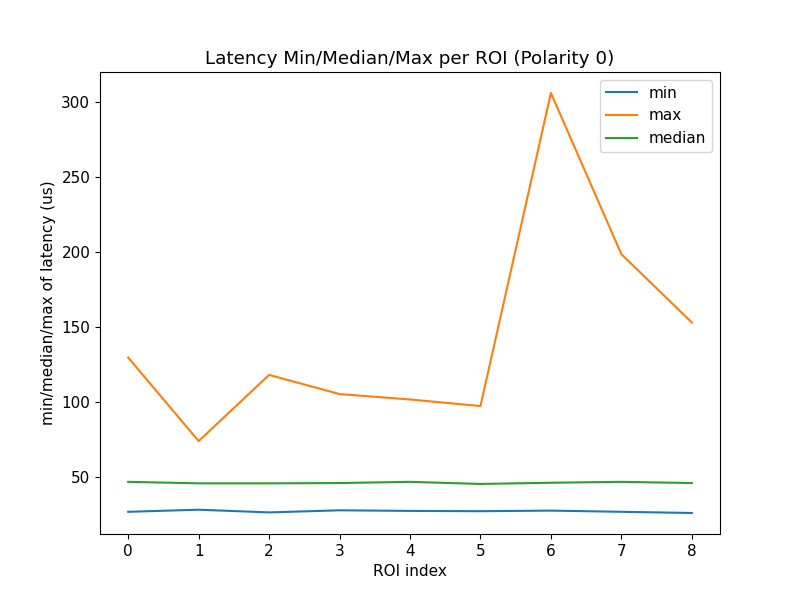 Latency Min/Median/Max per ROI (Polarity 0)
min
max
median
min/median/max of latency (us)
300
250
200
150
100
50
0 1 2 3 4 5 6 7 8
ROI index